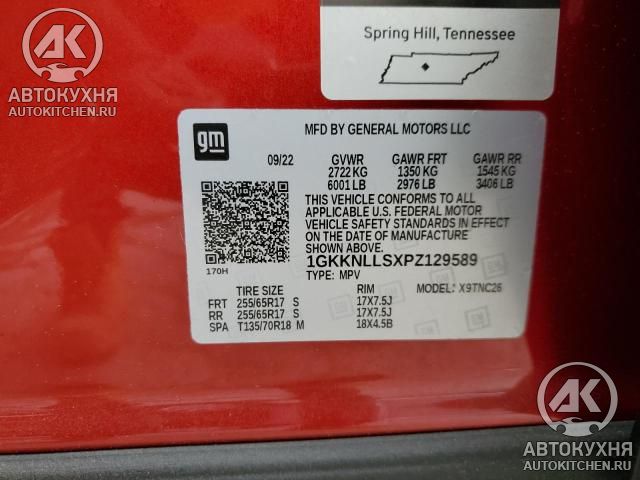 AK
АВТОКУХНЯ
AUTOKITCHEN.RU
Spring Hill, Tennessee
gm
MFD BY GENERAL MOTORS LLC
09/22 GVWR GAWR FRT GAWR RR
2722 KG 1350 KG 1545 KG
6001 LB 2976 LB 3406 LB
THIS VEHICLE CONFORMS TO ALL
APPLICABLE U.S. FEDERAL MOTOR
VEHICLE SAFETY STANDARDS IN EFFECT
ON THE DATE OF MANUFACTURE
SHOWN ABOVE.
170H
1GKKNLLSXPZ129589
TYPE: MPV
TIRE SIZE RIM MODEL: X9TNC26
FRT 255/65R17 S 17X7.5J
RR 255/65R17 S 17X7.5J
SPA T135/70R18 M 18X4.5B
AK
АВТОКУХНЯ
AUTOKITCHEN.RU